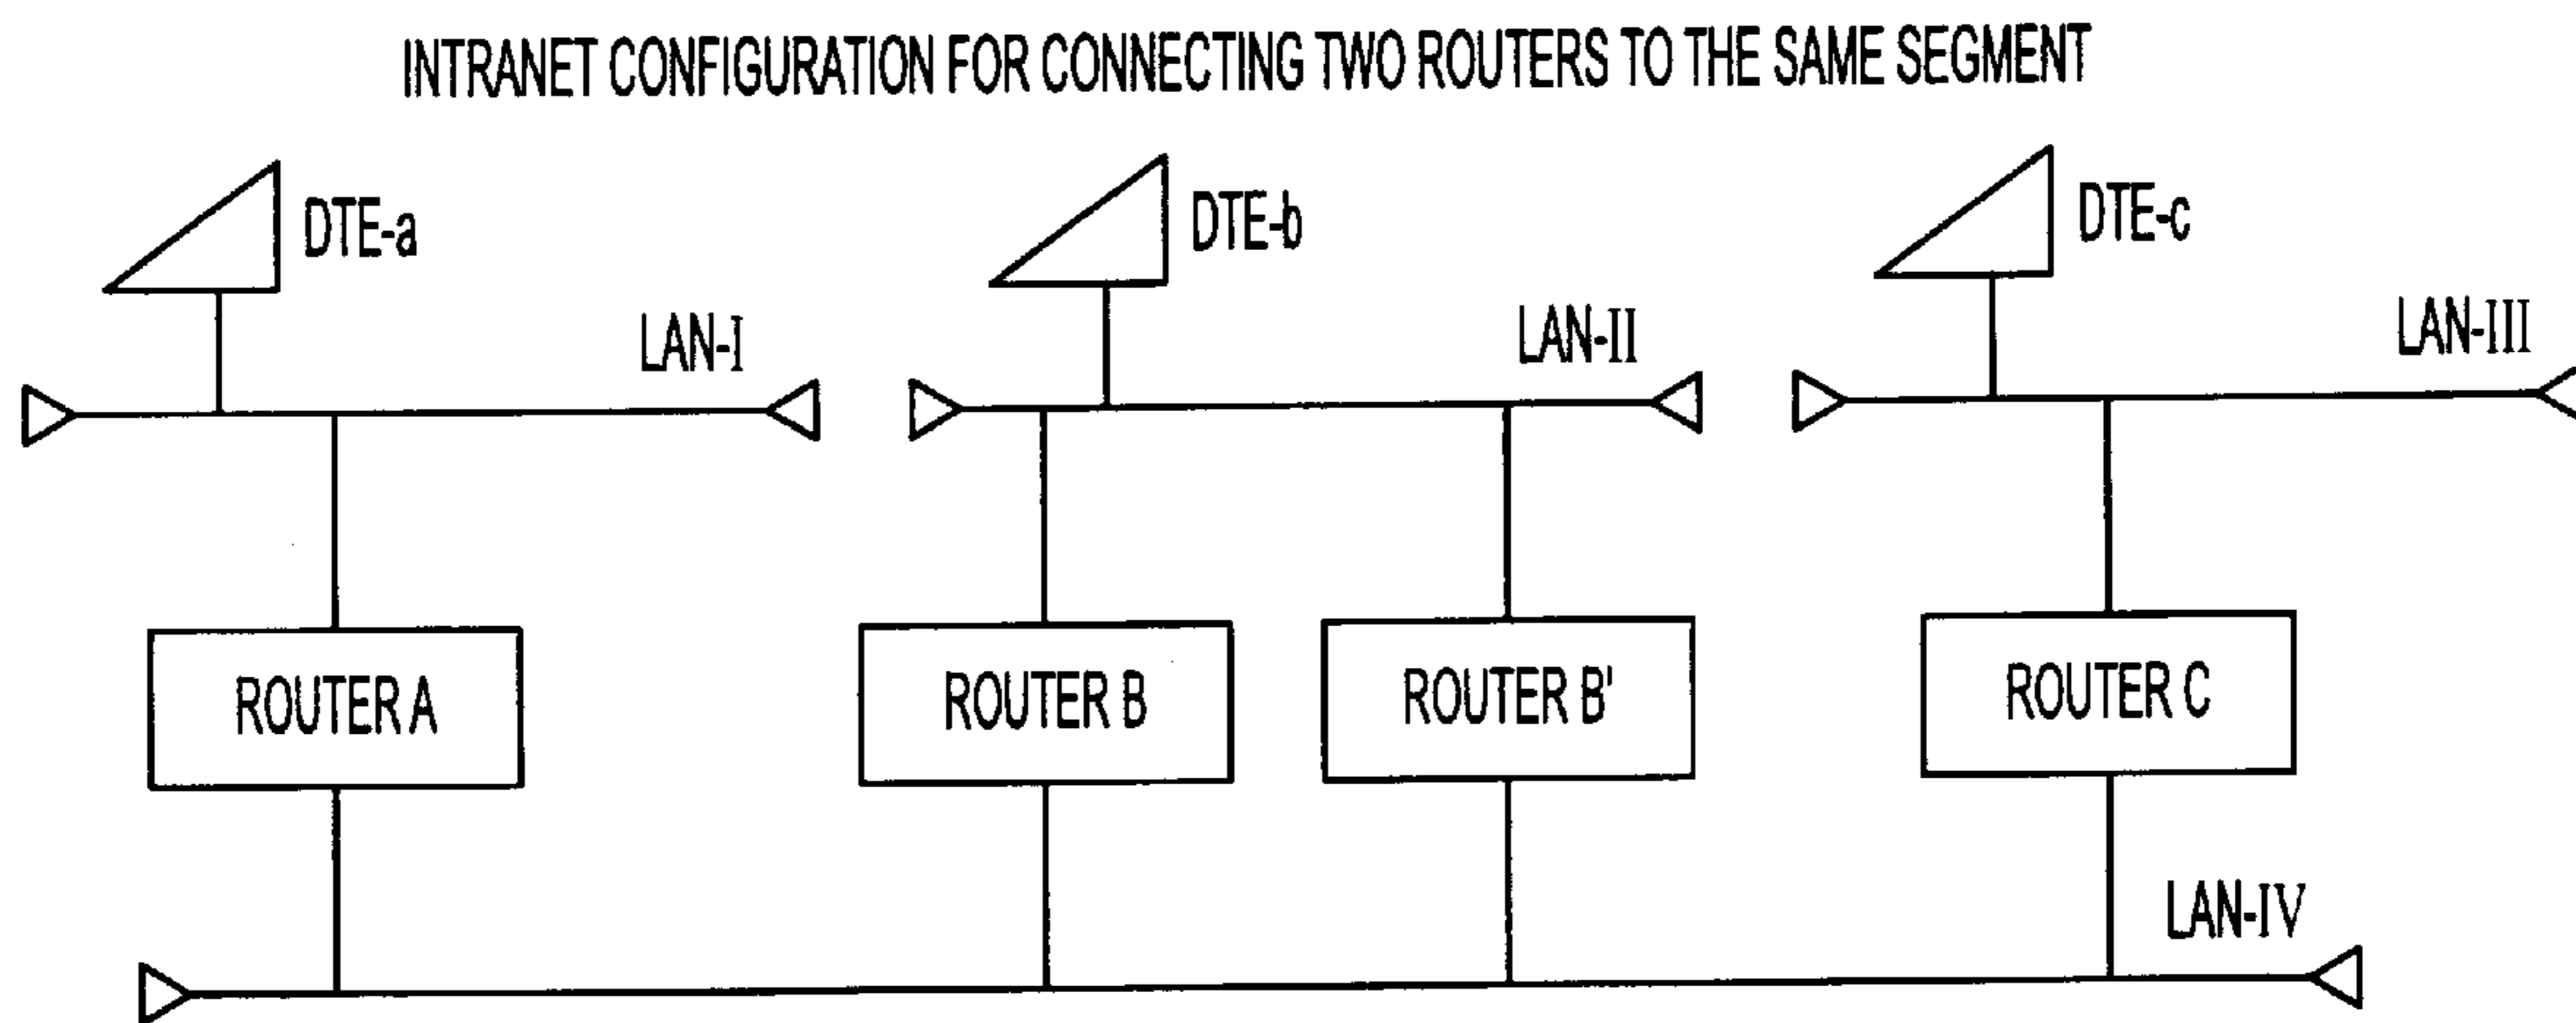 INTRANET CONFIGURATION FOR CONNECTING TWO ROUTERS TO THE SAME SEGMENT
DTE-a
DTE-b
DTE-c
LAN-I
LAN-II
LAN-III
ROUTER A
ROUTER B
ROUTER B'
ROUTER C
LAN-IV